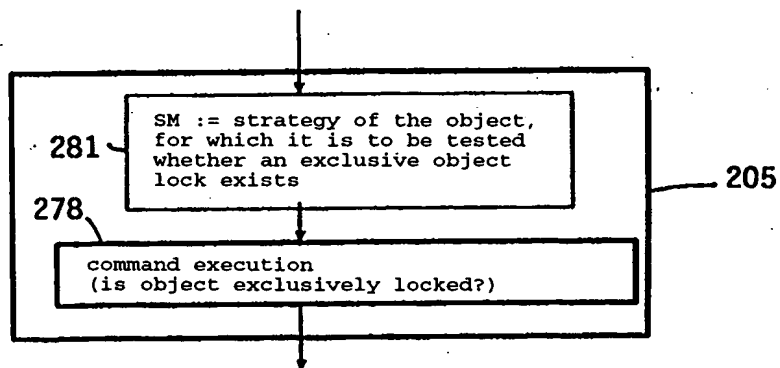 SM := strategy of the object,
for which it is to be tested
whether an exclusive object
lock exists
281
205
278
command execution
(is object exclusively locked?)